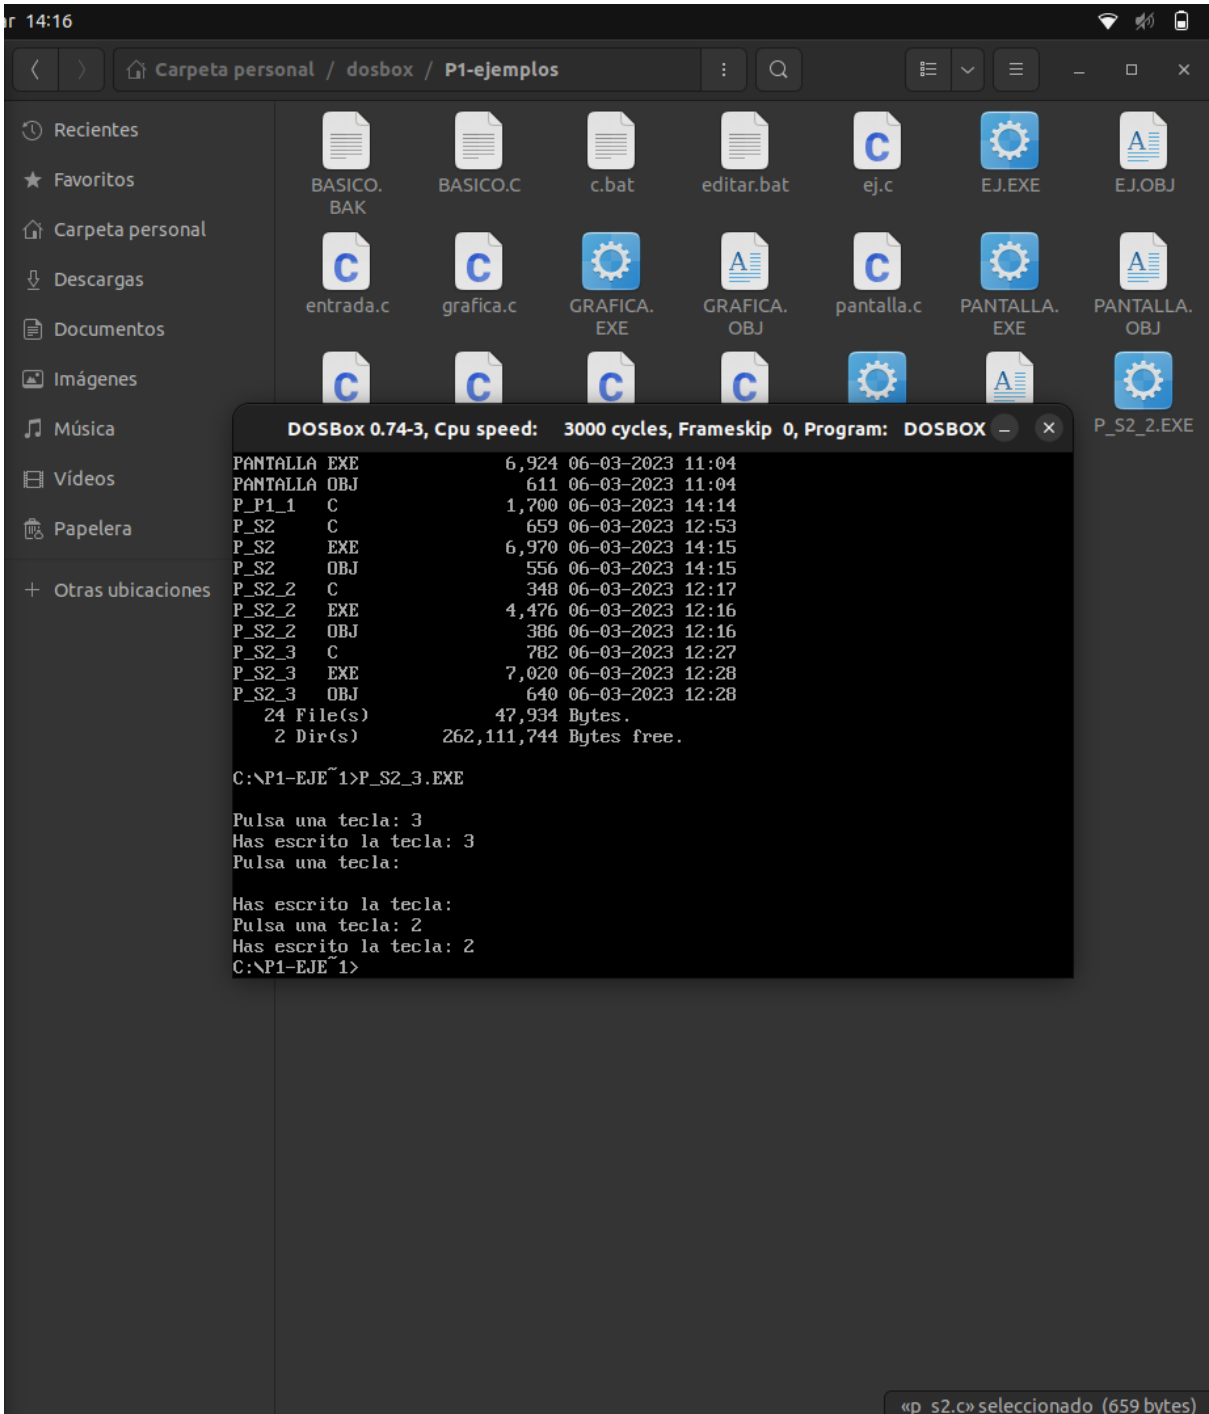 ar 14:16
Carpeta personal / dosbox / P1-ejemplos
Recientes
Favoritos
Carpeta personal
Descargas
Documentos
Imágenes
Música
Vídeos
Papelera
Otras ubicaciones
BASICO.BAK
BASICO.C
c.bat
editar.bat
ej.c
EJ.EXE
EJ.OBJ
entrada.c
grafica.c
GRAFICA.EXE
GRAFICA.OBJ
pantalla.c
PANTALLA.EXE
PANTALLA.OBJ
P_S2_2.EXE
DOSBox 0.74-3, Cpu speed: 3000 cycles, Frameskip 0, Program: DOSBOX
PANTALLA EXE 6,924 06-03-2023 11:04
PANTALLA OBJ 611 06-03-2023 11:04
P_P1_1 C 1,700 06-03-2023 14:14
P_S2 C 659 06-03-2023 12:53
P_S2 EXE 6,970 06-03-2023 14:15
P_S2 OBJ 556 06-03-2023 14:15
P_S2_2 C 348 06-03-2023 12:17
P_S2_2 EXE 4,476 06-03-2023 12:16
P_S2_2 OBJ 386 06-03-2023 12:16
P_S2_3 C 782 06-03-2023 12:27
P_S2_3 EXE 7,020 06-03-2023 12:28
P_S2_3 OBJ 640 06-03-2023 12:28
24 File(s) 47,934 Bytes.
2 Dir(s) 262,111,744 Bytes free.
C:\P1-EJE~1>P_S2_3.EXE
Pulsa una tecla: 3
Has escrito la tecla: 3
Pulsa una tecla:
Has escrito la tecla:
Pulsa una tecla: 2
Has escrito la tecla: 2
C:\P1-EJE~1>
«p_s2.c» seleccionado (659 bytes)